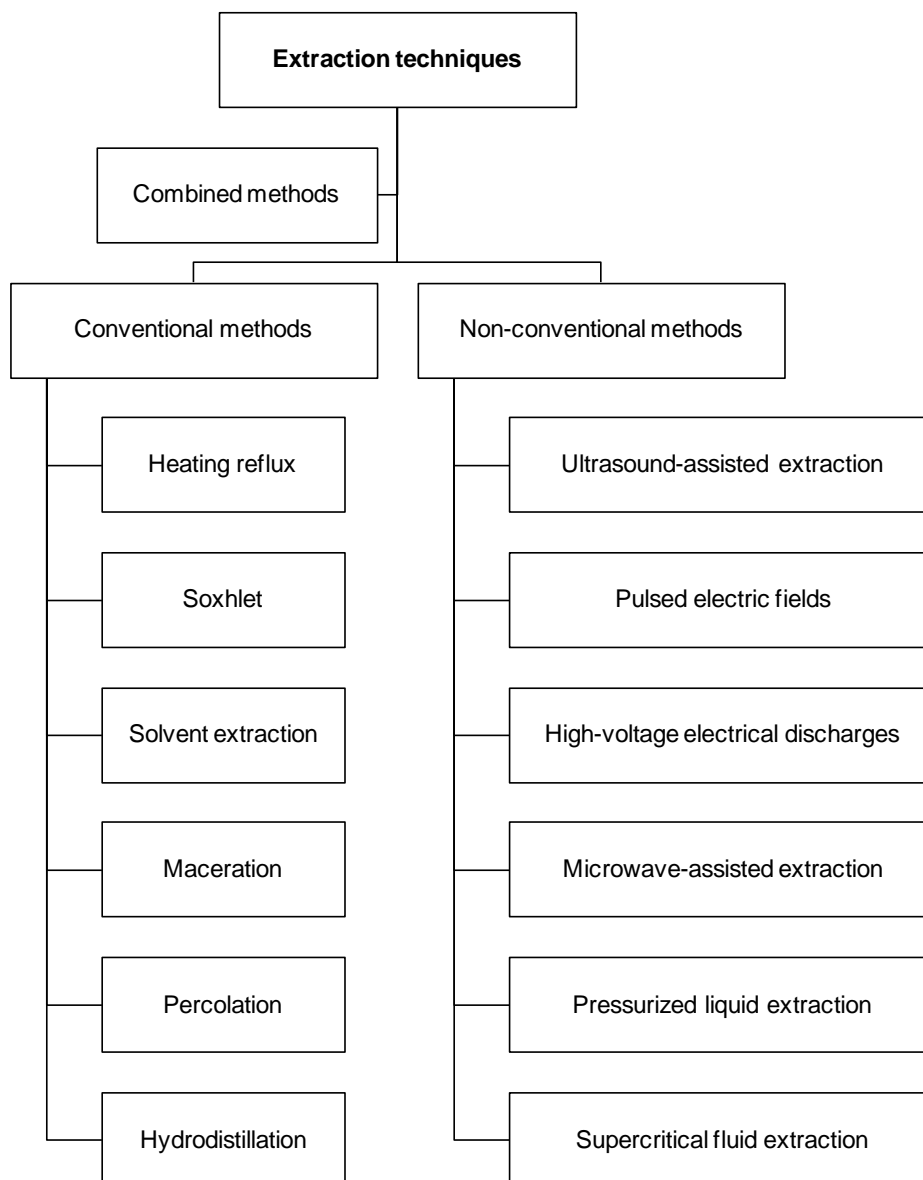 Extraction techniques
Combined methods
Conventional methods
Non-conventional methods
Heating reflux
Soxhlet
Solvent extraction
Maceration
Percolation
Hydrodistillation
Ultrasound-assisted extraction
Pulsed electric fields
High-voltage electrical discharges
Microwave-assisted extraction
Pressurized liquid extraction
Supercritical fluid extraction